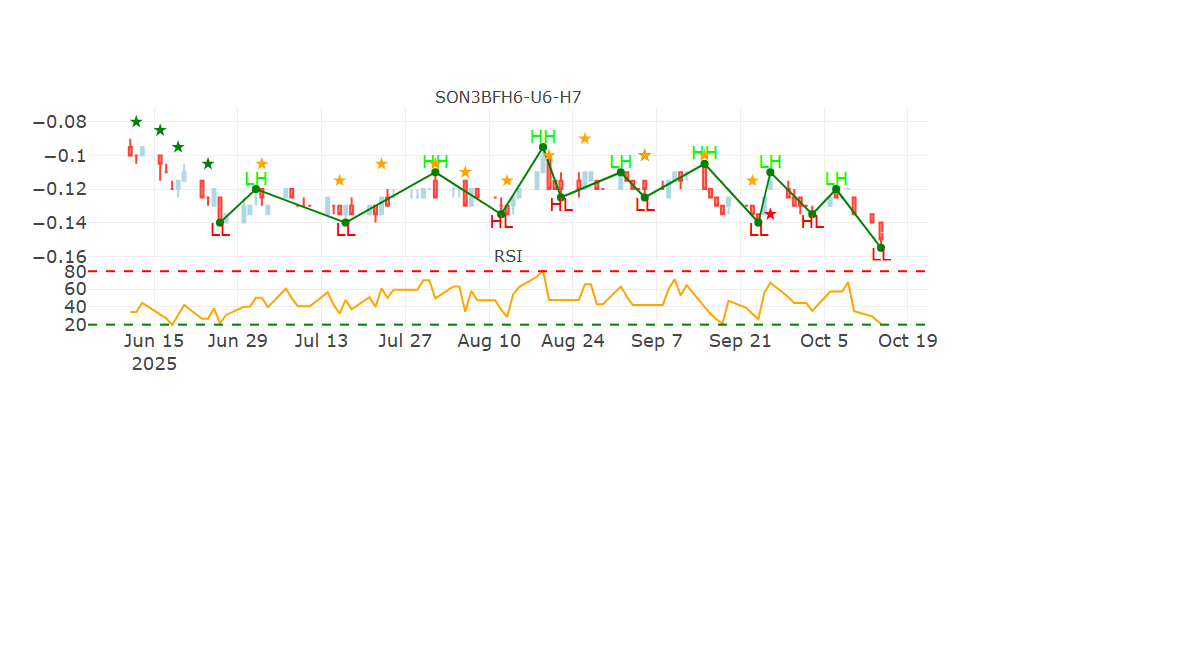 SON3BFH6-U6-H7
−0.08
−0.1
−0.12
−0.14
−0.16
HH
HH
LH
HH
LH
LH
LH
LL
LL
HL
HL
LL
LL
HL
LL
RSI
80
60
40
20
Jun 15
2025
Jun 29
Jul 13
Jul 27
Aug 10
Aug 24
Sep 7
Sep 21
Oct 5
Oct 19